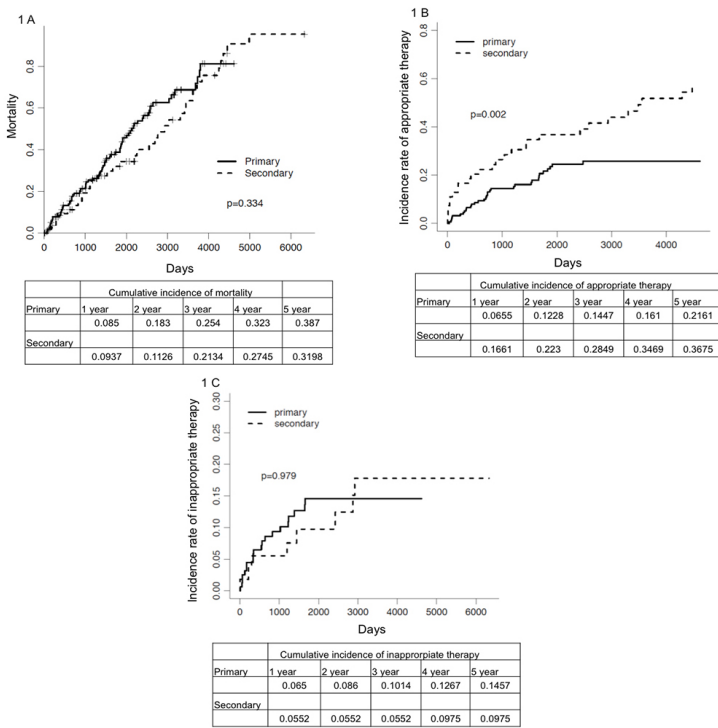 1 A
Mortality
0.0 0.2 0.4 0.6 0.8
Primary
Secondary
p=0.334
0 1000 2000 3000 4000 5000 6000
Days
Cumulative incidence of mortality
Primary 1 year 2 year 3 year 4 year 5 year
0.085 0.183 0.254 0.323 0.387
Secondary
0.0937 0.1126 0.2134 0.2745 0.3198
1 B
Incidence rate of appropriate therapy
0.0 0.2 0.4 0.6 0.8
primary
secondary
p=0.002
0 1000 2000 3000 4000
Days
Cumulative incidence of appropriate therapy
Primary 1 year 2 year 3 year 4 year 5 year
0.0655 0.1228 0.1447 0.161 0.2161
Secondary
0.1661 0.223 0.2849 0.3469 0.3675
1 C
Incidence rate of inappropriate therapy
0.00 0.05 0.10 0.15 0.20 0.30
primary
secondary
p=0.979
0 1000 2000 3000 4000 5000 6000
Days
Cumulative incidence of inapprorpiate therapy
Primary 1 year 2 year 3 year 4 year 5 year
0.065 0.086 0.1014 0.1267 0.1457
Secondary
0.0552 0.0552 0.0552 0.0975 0.0975